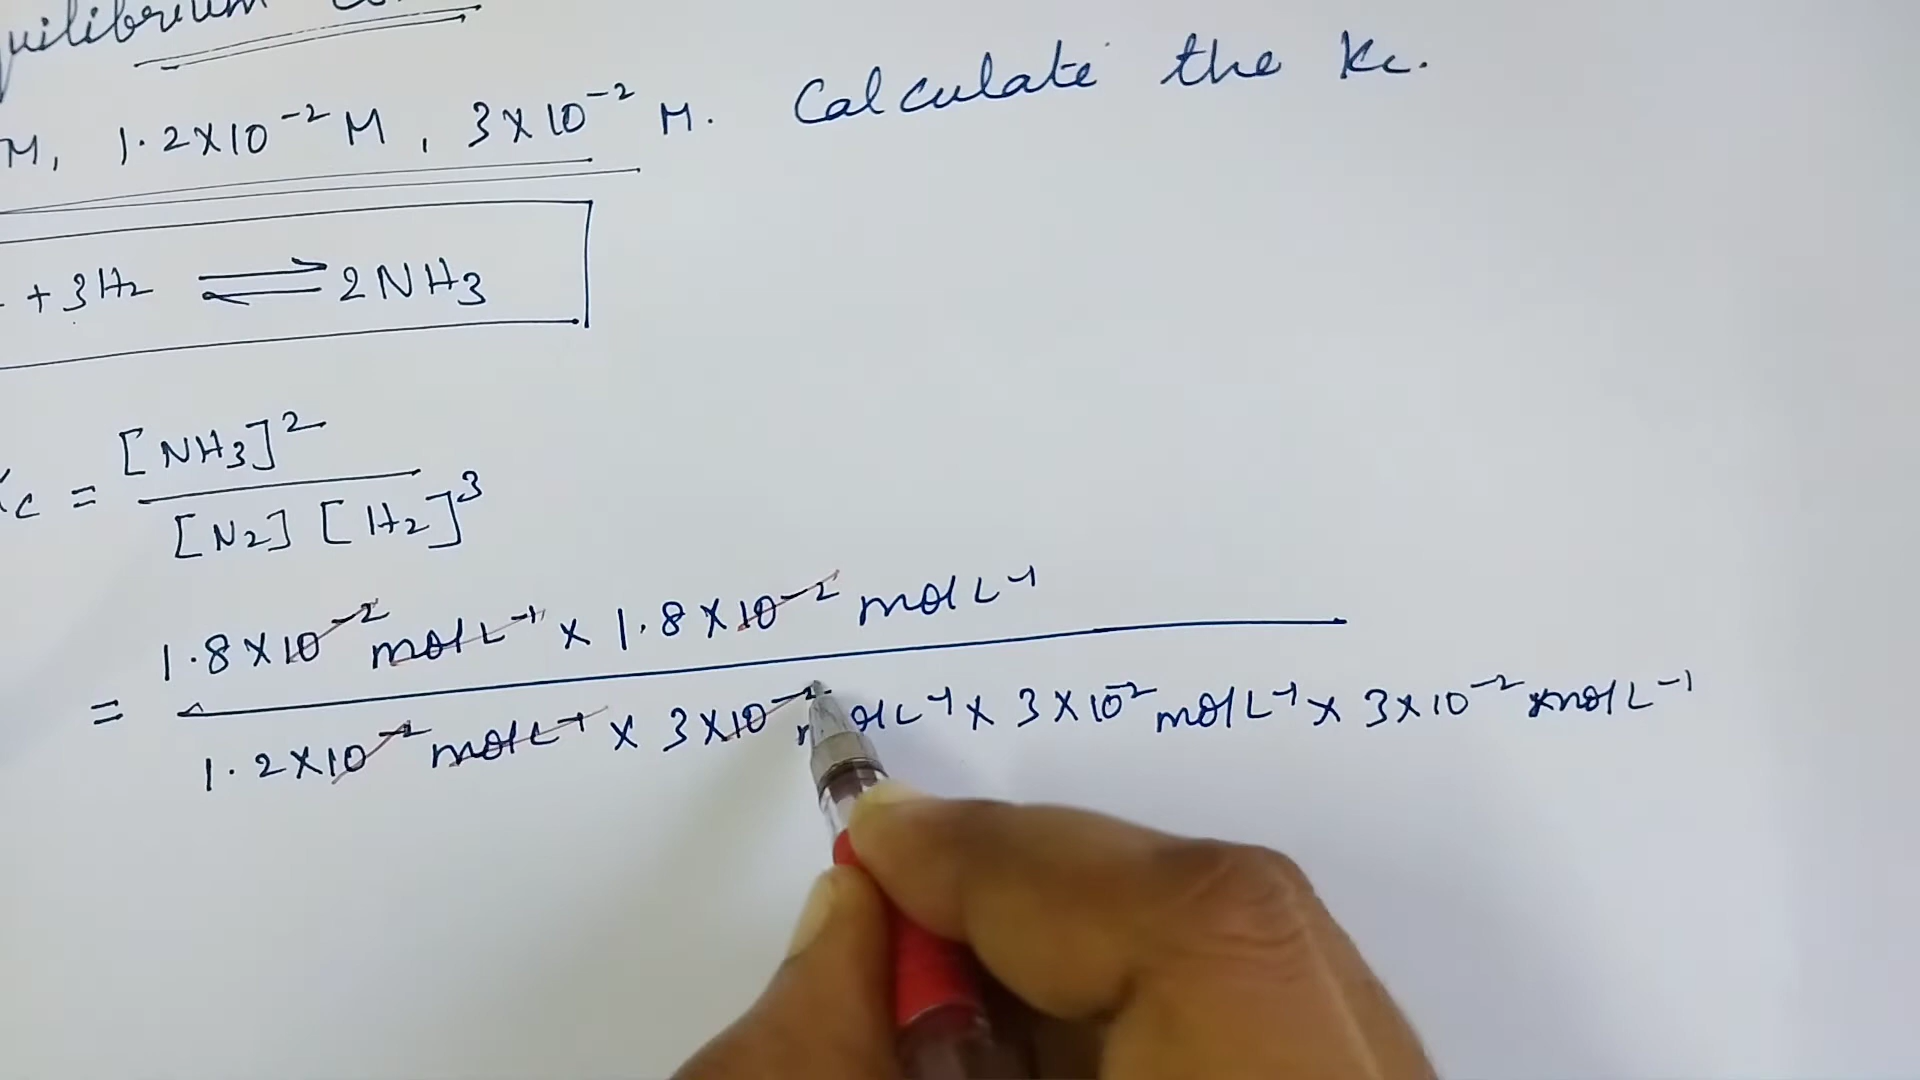 M, 1.2×10⁻² M, 3×10⁻² M. Calculate the Kc.
+ 3H₂ ⇌ 2NH₃
c = [NH₃]² / [N₂] [H₂]³
= 1.8×10⁻² mol L⁻¹ × 1.8×10⁻² mol L⁻¹
1.2×10⁻² mol L⁻¹ × 3×10⁻² mol L⁻¹ × 3×10⁻² mol L⁻¹ × 3×10⁻² mol L⁻¹